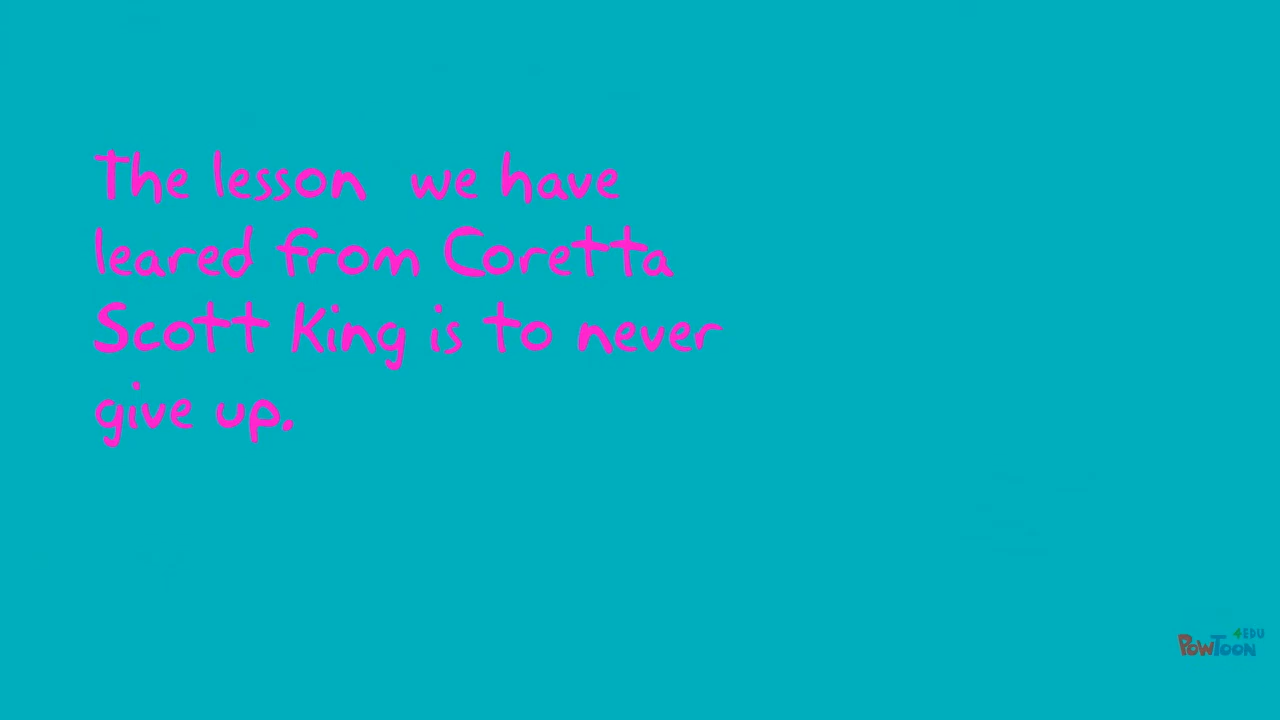 The lesson  we have
leared from Coretta
Scott King is to never
give up.
4EDU
PowToon